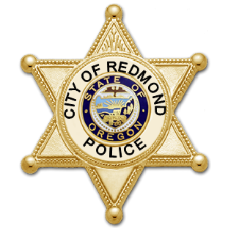 CITY OF REDMOND
STATE OF
OREGON
POLICE